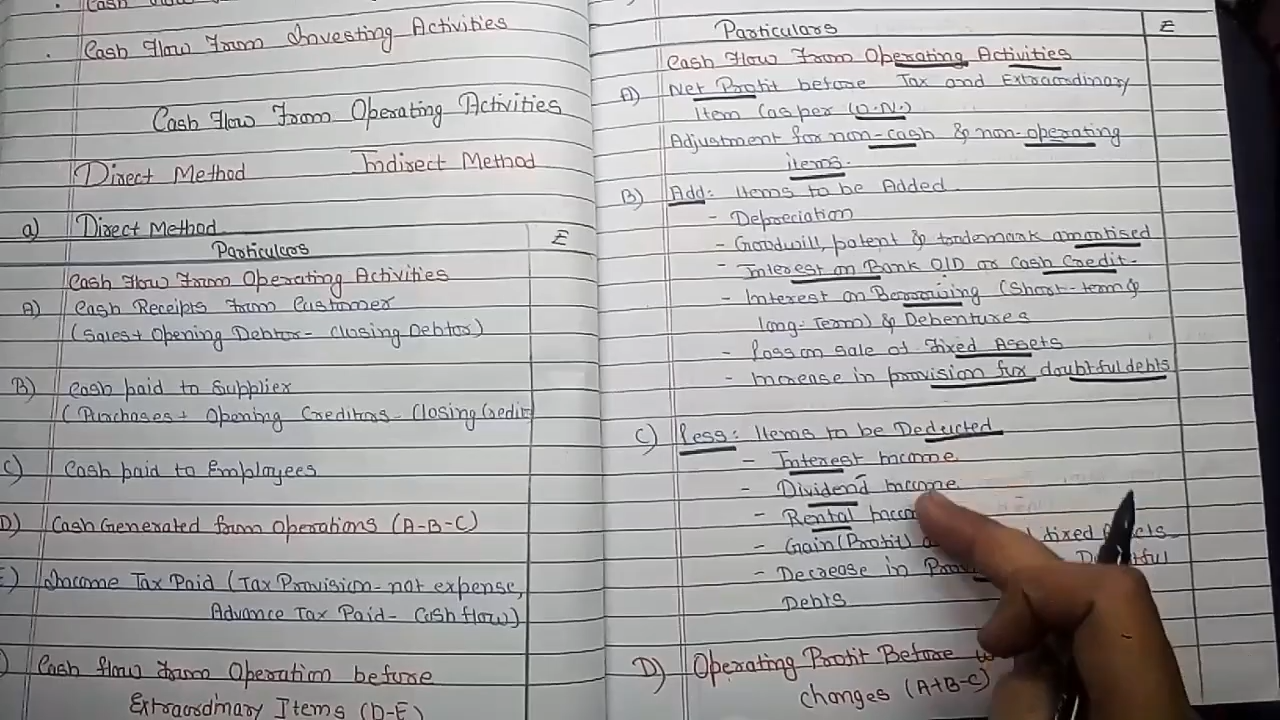 Cash
Cash Flow From Investing Activities
Cash Flow From Operating Activities
Direct Method Indirect Method
a) Direct Method
Particulars E
Cash Flow From Operating Activities
A) Cash Receipts from Customer
(Sales + Opening Debtor - Closing Debtor)
B) Cash paid to Supplier
(Purchases + Opening Creditors - Closing Credit
C) Cash paid to Employees
D) Cash Generated from Operations (A-B-C)
E) Income Tax Paid (Tax Provision - not expense,
Advance Tax Paid - Cashflow)
) Cash flow from Operation before
Extraordinary Items (D-E)
Particulars E
Cash Flow From Operating Activities
A) Net Profit before Tax and Extraordinary
Item (as per W.N.)
Adjustment for non-cash & non-operating
items.
B) Add: Items to be Added
- Depreciation
- Goodwill, patent & trademark amortised
- Interest on Bank O/D or Cash Credit.
- Interest on Borrowing (Short-term &
long-Term) & Debentures
- Loss on sale of Fixed Assets
- Increase in provision for doubtful debts
C) Less: Items to be Deducted
- Interest Income
- Dividend Income
- Rental
- Gain (Profit) fixed Assets
- Decrease in
Debts
D) Operating Profit Before
changes (A+B-C)